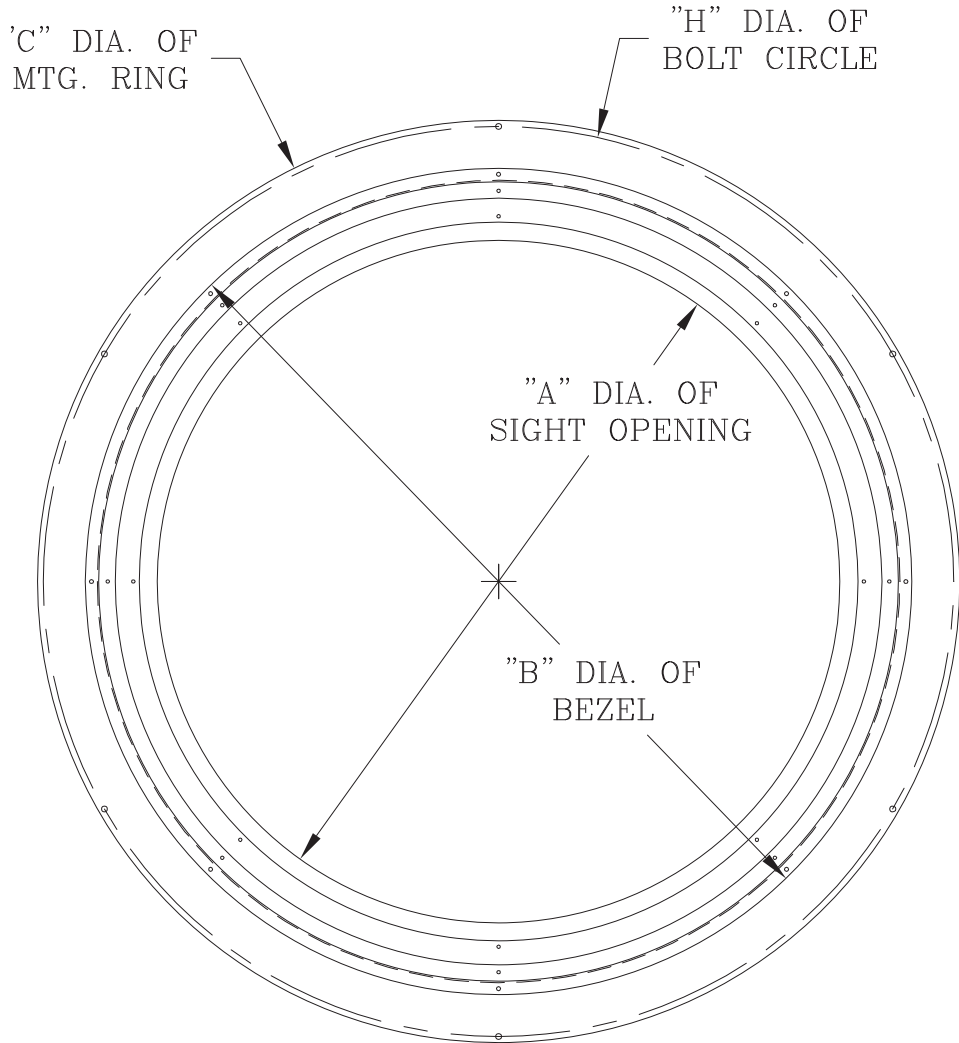 'C" DIA. OF
MTG. RING
"H" DIA. OF
BOLT CIRCLE
"A" DIA. OF
SIGHT OPENING
"B" DIA. OF
BEZEL